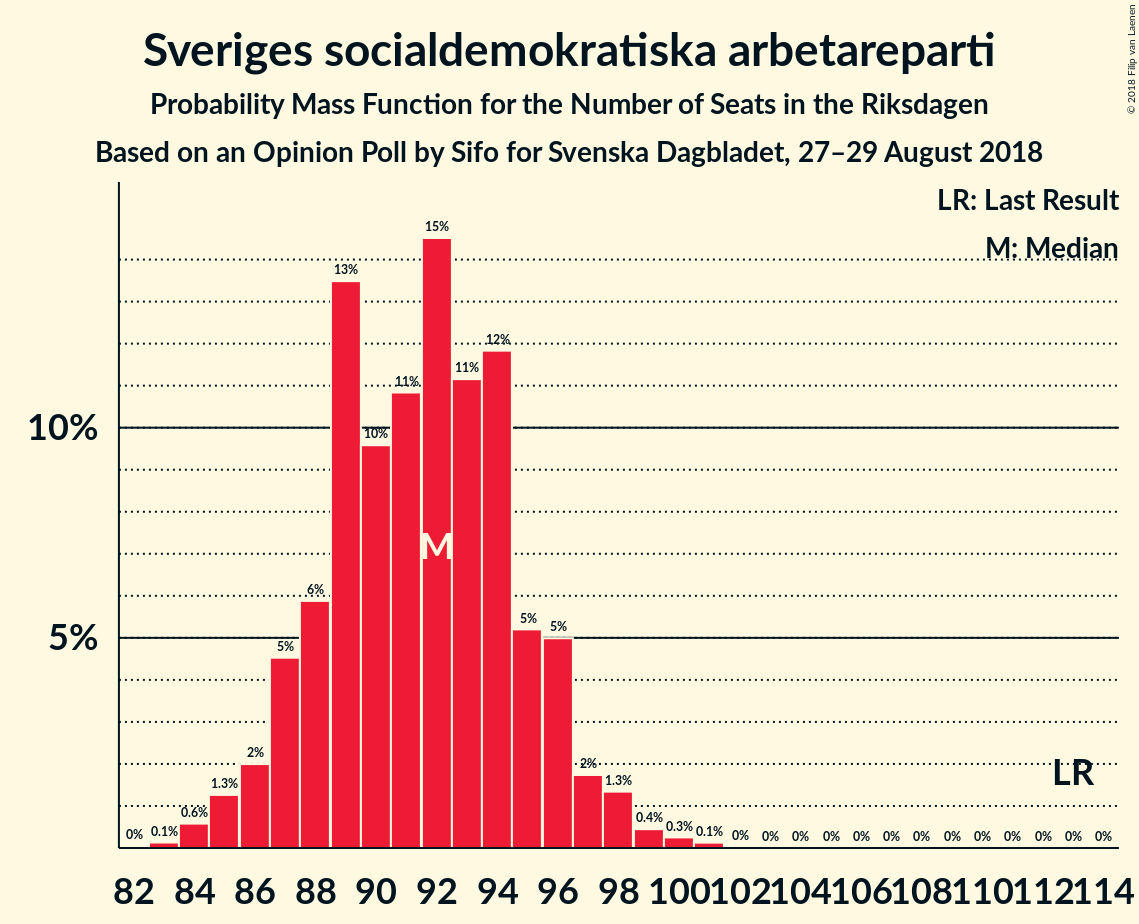 Sveriges socialdemokratiska arbetareparti
Probability Mass Function for the Number of Seats in the Riksdagen
Based on an Opinion Poll by Sifo for Svenska Dagbladet, 27–29 August 2018
© 2018 Filip van Laenen
LR: Last Result
M: Median
10%
5%
0% 0.1% 0.6% 1.3% 2% 5% 6% 13% 10% 11% 15% 11% 12% 5% 5% 2% 1.3% 0.4% 0.3% 0.1% 0% 0% 0% 0% 0% 0% 0% 0% 0% 0% 0% 0% 0%
M
LR
82 84 86 88 90 92 94 96 98 100 102 104 106 108 110 112 114